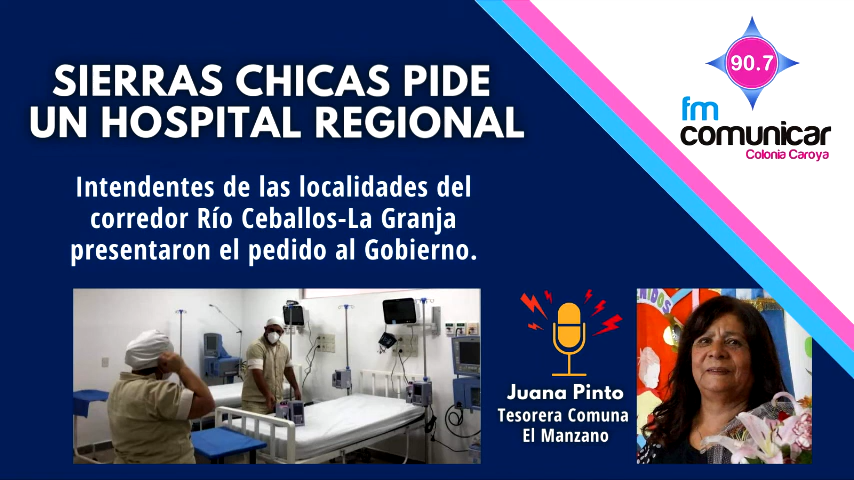 SIERRAS CHICAS PIDE
UN HOSPITAL REGIONAL
90.7
fm
comunicar
Colonia Caroya
Intendentes de las localidades del
corredor Río Ceballos-La Granja
presentaron el pedido al Gobierno.
Juana Pinto
Tesorera Comuna
El Manzano